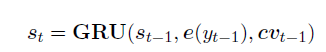 s_t = GRU(s_{t−1}, e(y_{t−1}), cv_{t−1})